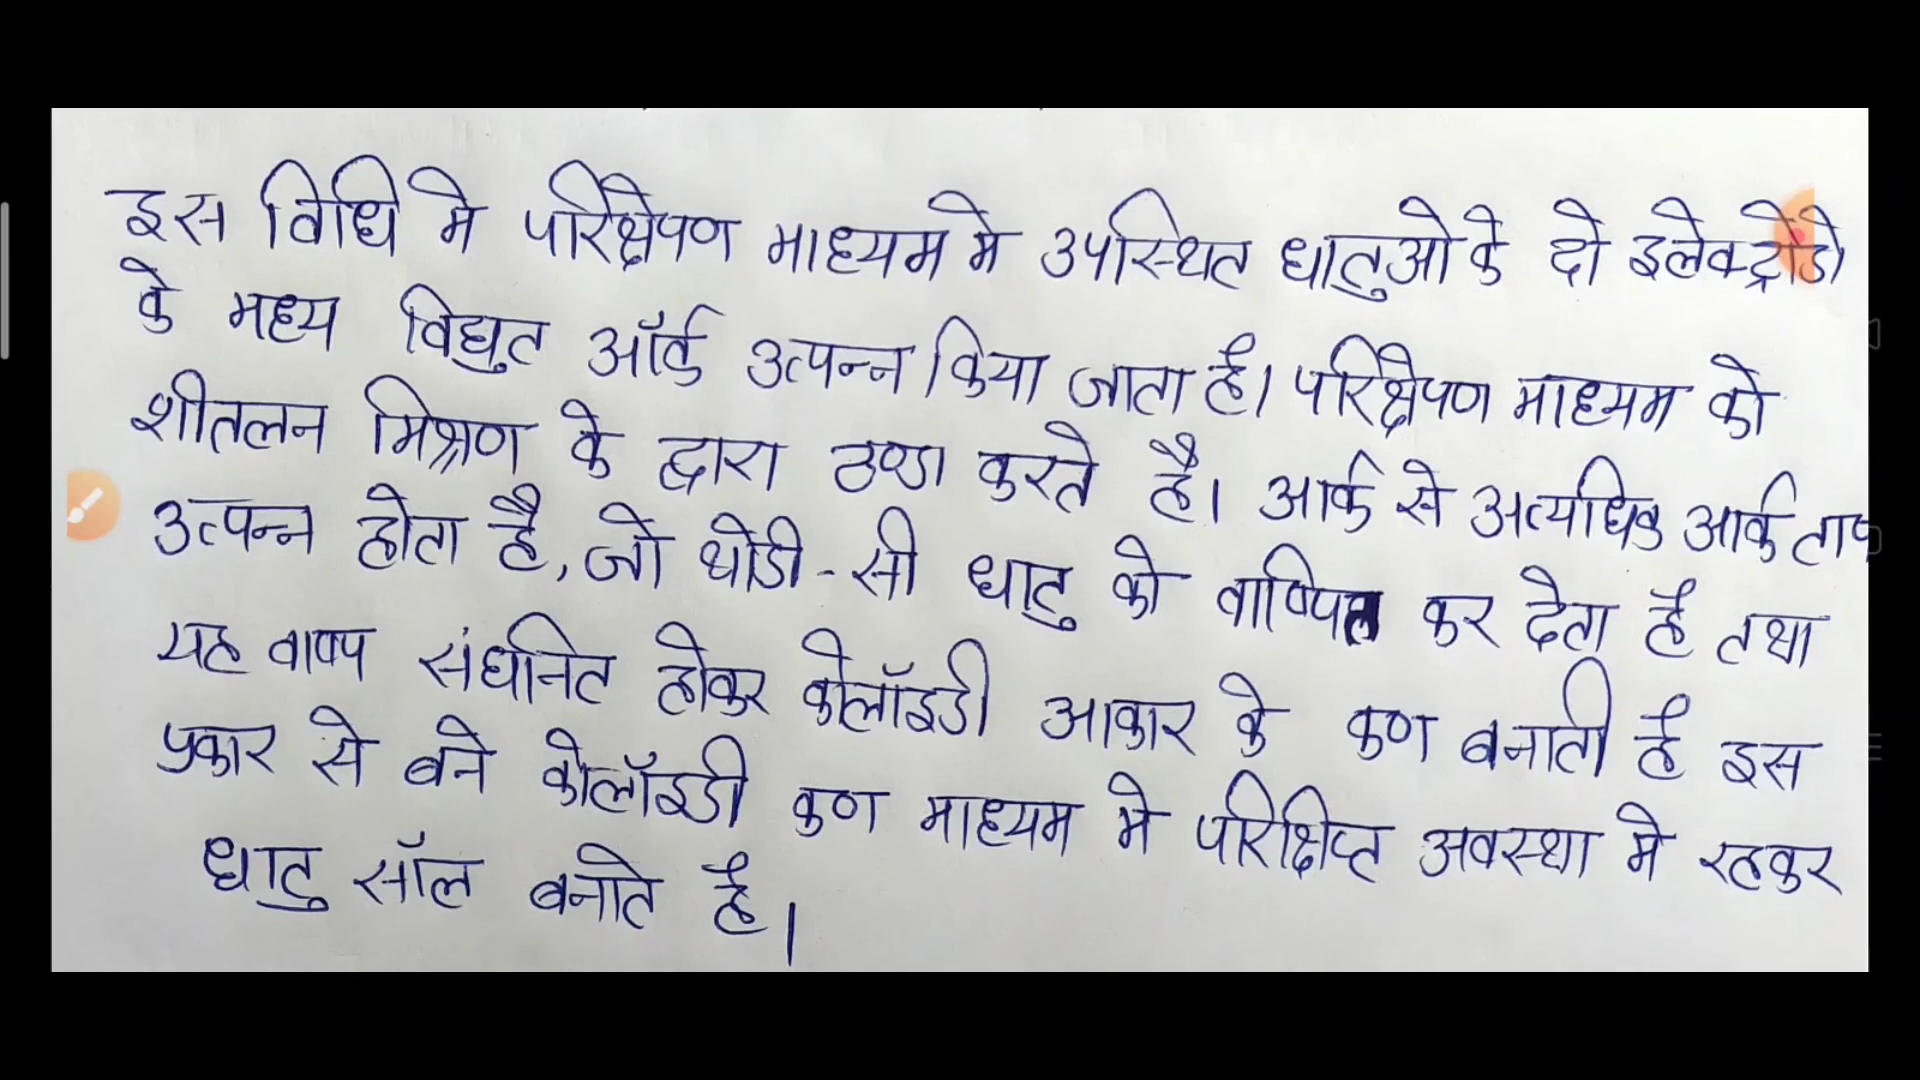 इस विधि मे परिक्षेपण माध्यम मे उपस्थित धातुओ के दो इलेक्ट्रोडो
के मध्य विद्युत ऑर्क उत्पन्न किया जाता है। परिक्षेपण माध्यम को
शीतलन मिश्रण के द्वारा ठण्डा करते है। आर्क से अत्यधिक आर्क ताप
उत्पन्न होता है, जो थोडी-सी धातु को वाष्पित कर देता है तथा
यह वाष्प संघनित होकर कोलॉइडी आकार के कण बनाती है इस
प्रकार से बने कोलॉइडी कण माध्यम मे परिक्षिप्त अवस्था मे रहकर
धातु सॉल बनाते है।